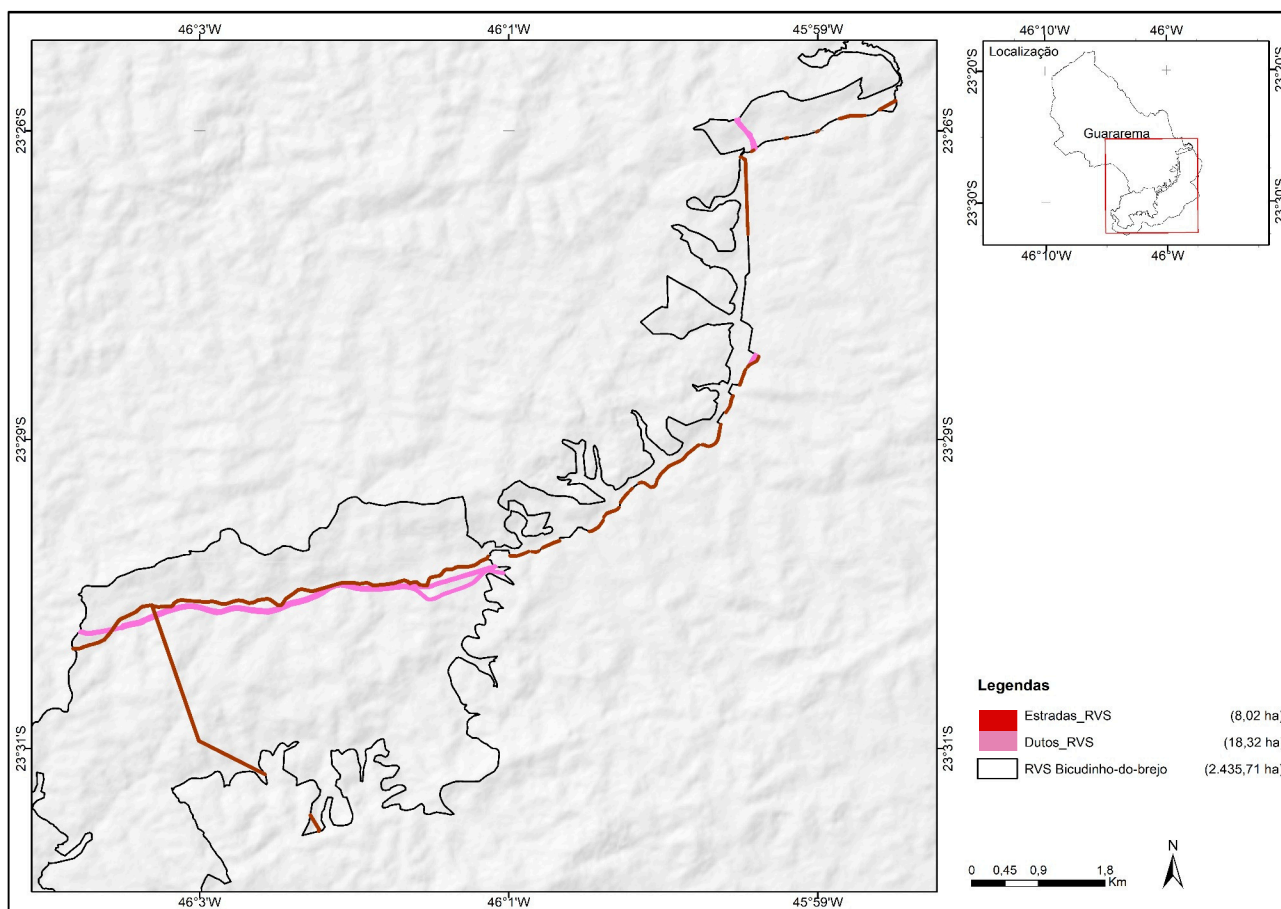 46°3'W 46°1'W 45°59'W
46°10'W 46°W
Localização
23°20'S 23°20'S
Guararema
23°30'S 23°30'S
46°10'W 46°W
23°26'S 23°26'S
23°29'S 23°29'S
23°31'S 23°31'S
Legendas
Estradas_RVS (8,02 ha)
Dutos_RVS (18,32 ha
RVS Bicudinho-do-brejo (2.435,71 ha)
N
0 0,45 0,9 1,8
Km
46°3'W 46°1'W 45°59'W